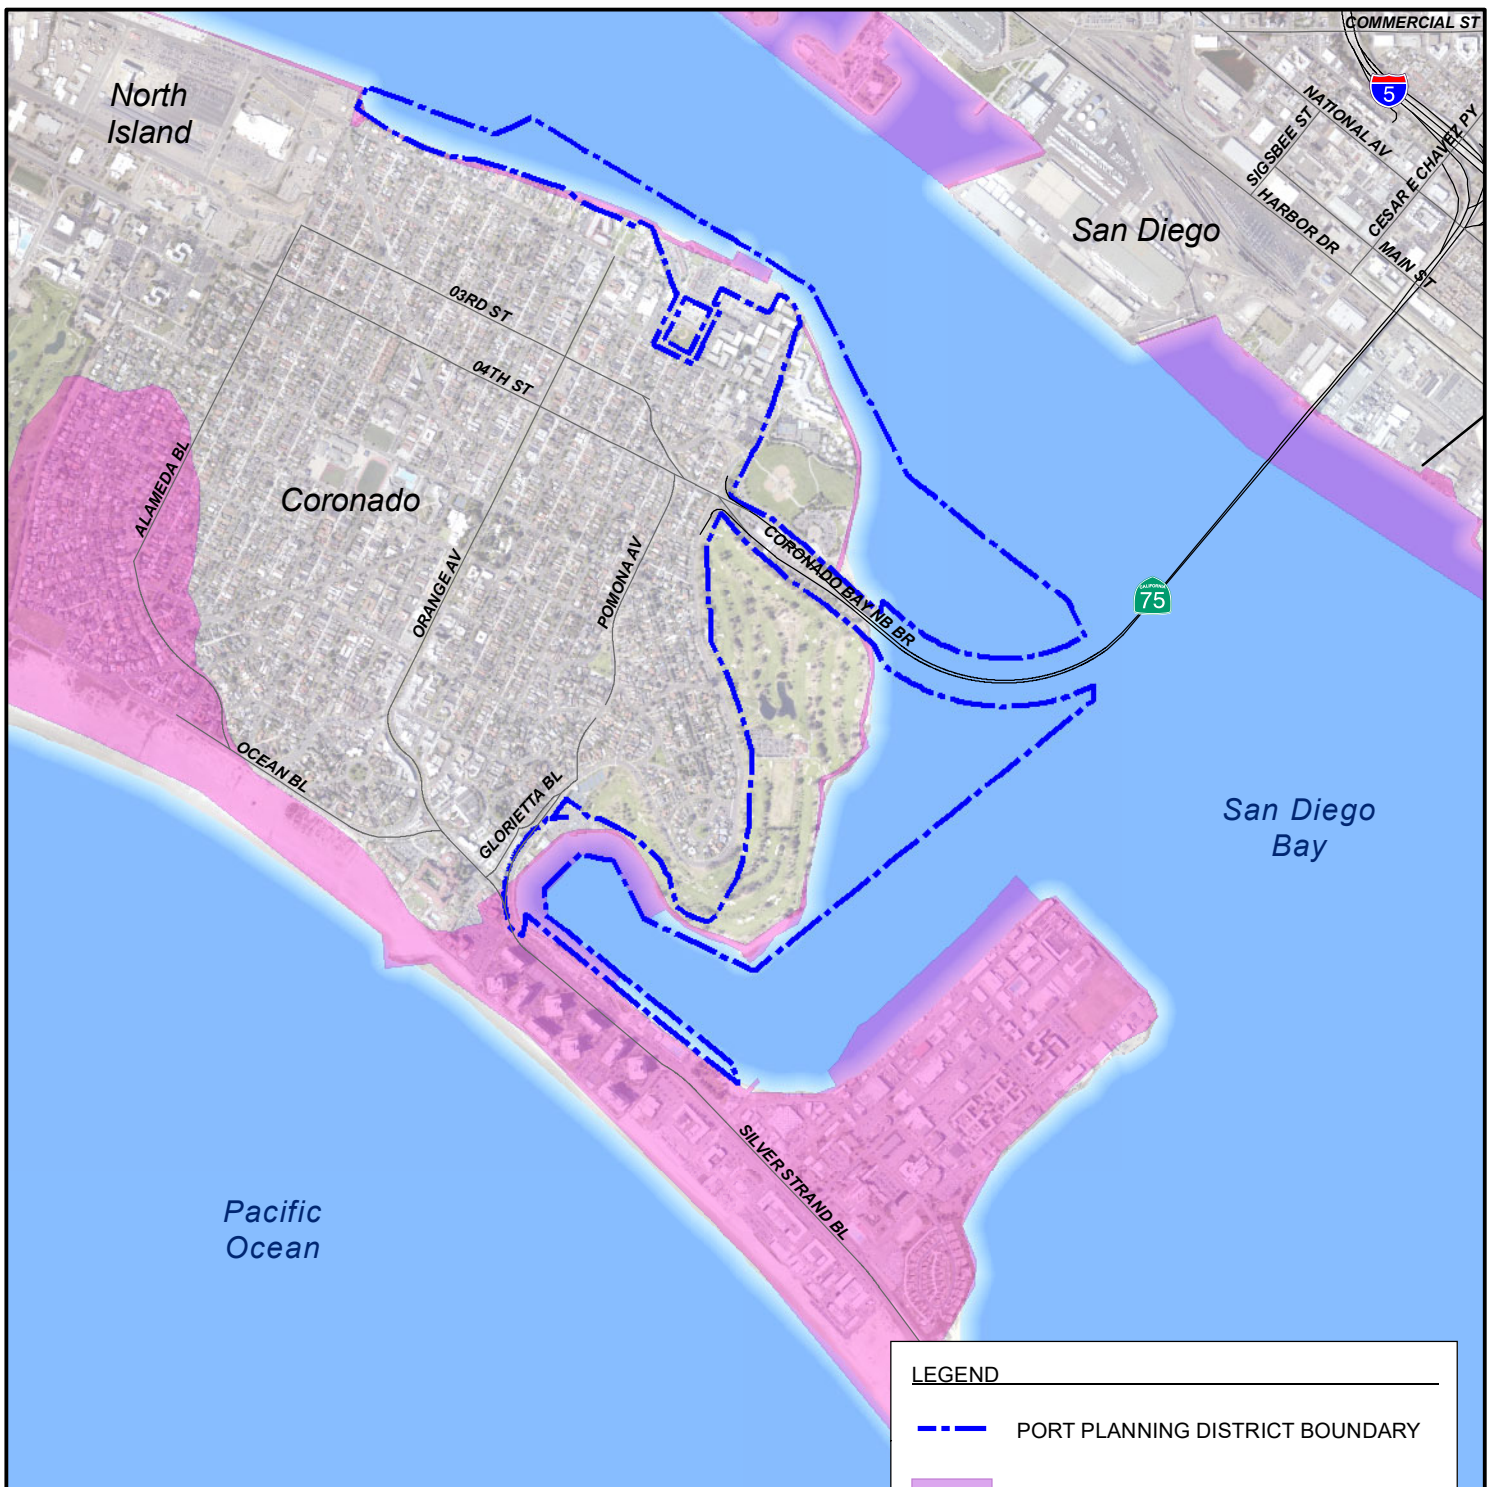 COMMERCIAL ST
5
North
Island
NATIONAL AV
SIGSBEE ST
CESAR E CHAVEZ PY
HARBOR DR
San Diego
MAIN ST
03RD ST
04TH ST
ALAMEDA BL
Coronado
ORANGE AV
POMONA AV
CORONADO BAY NB BR
CALIFORNIA
75
OCEAN BL
GLORIETTA BL
San Diego
Bay
SILVER STRAND BL
Pacific
Ocean
LEGEND
PORT PLANNING DISTRICT BOUNDARY